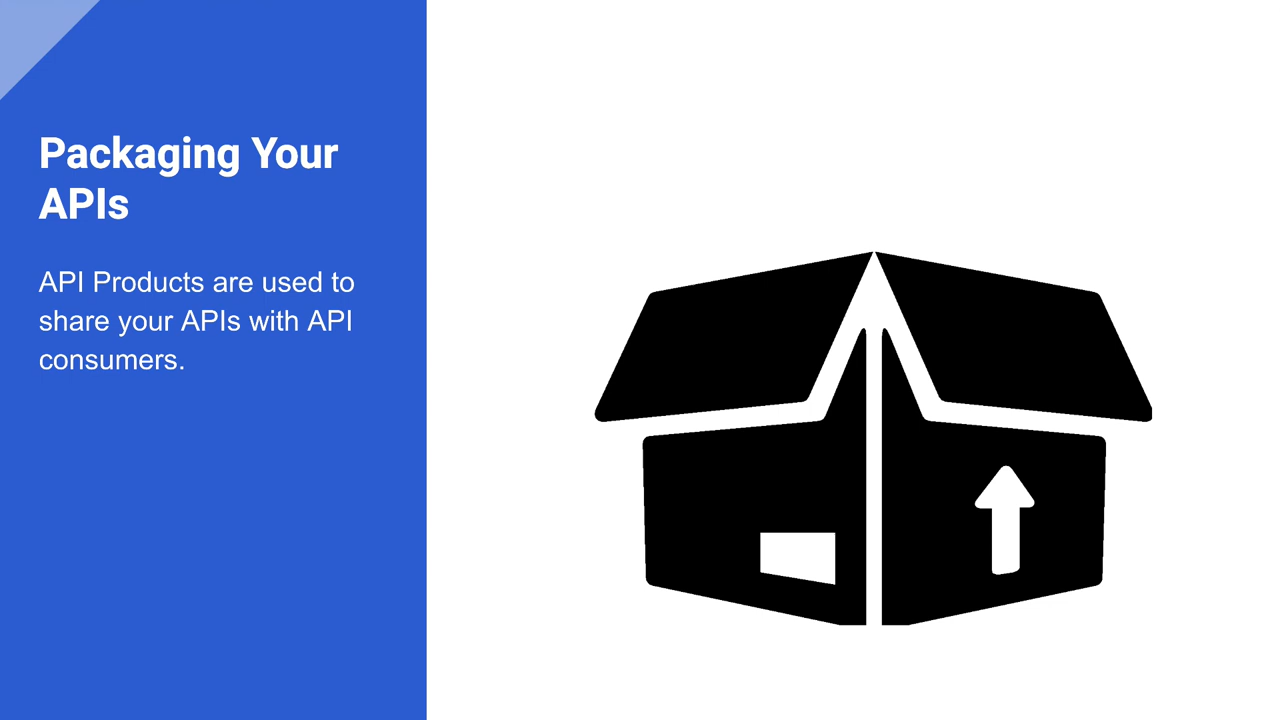 Packaging Your
APIs
API Products are used to
share your APIs with API
consumers.